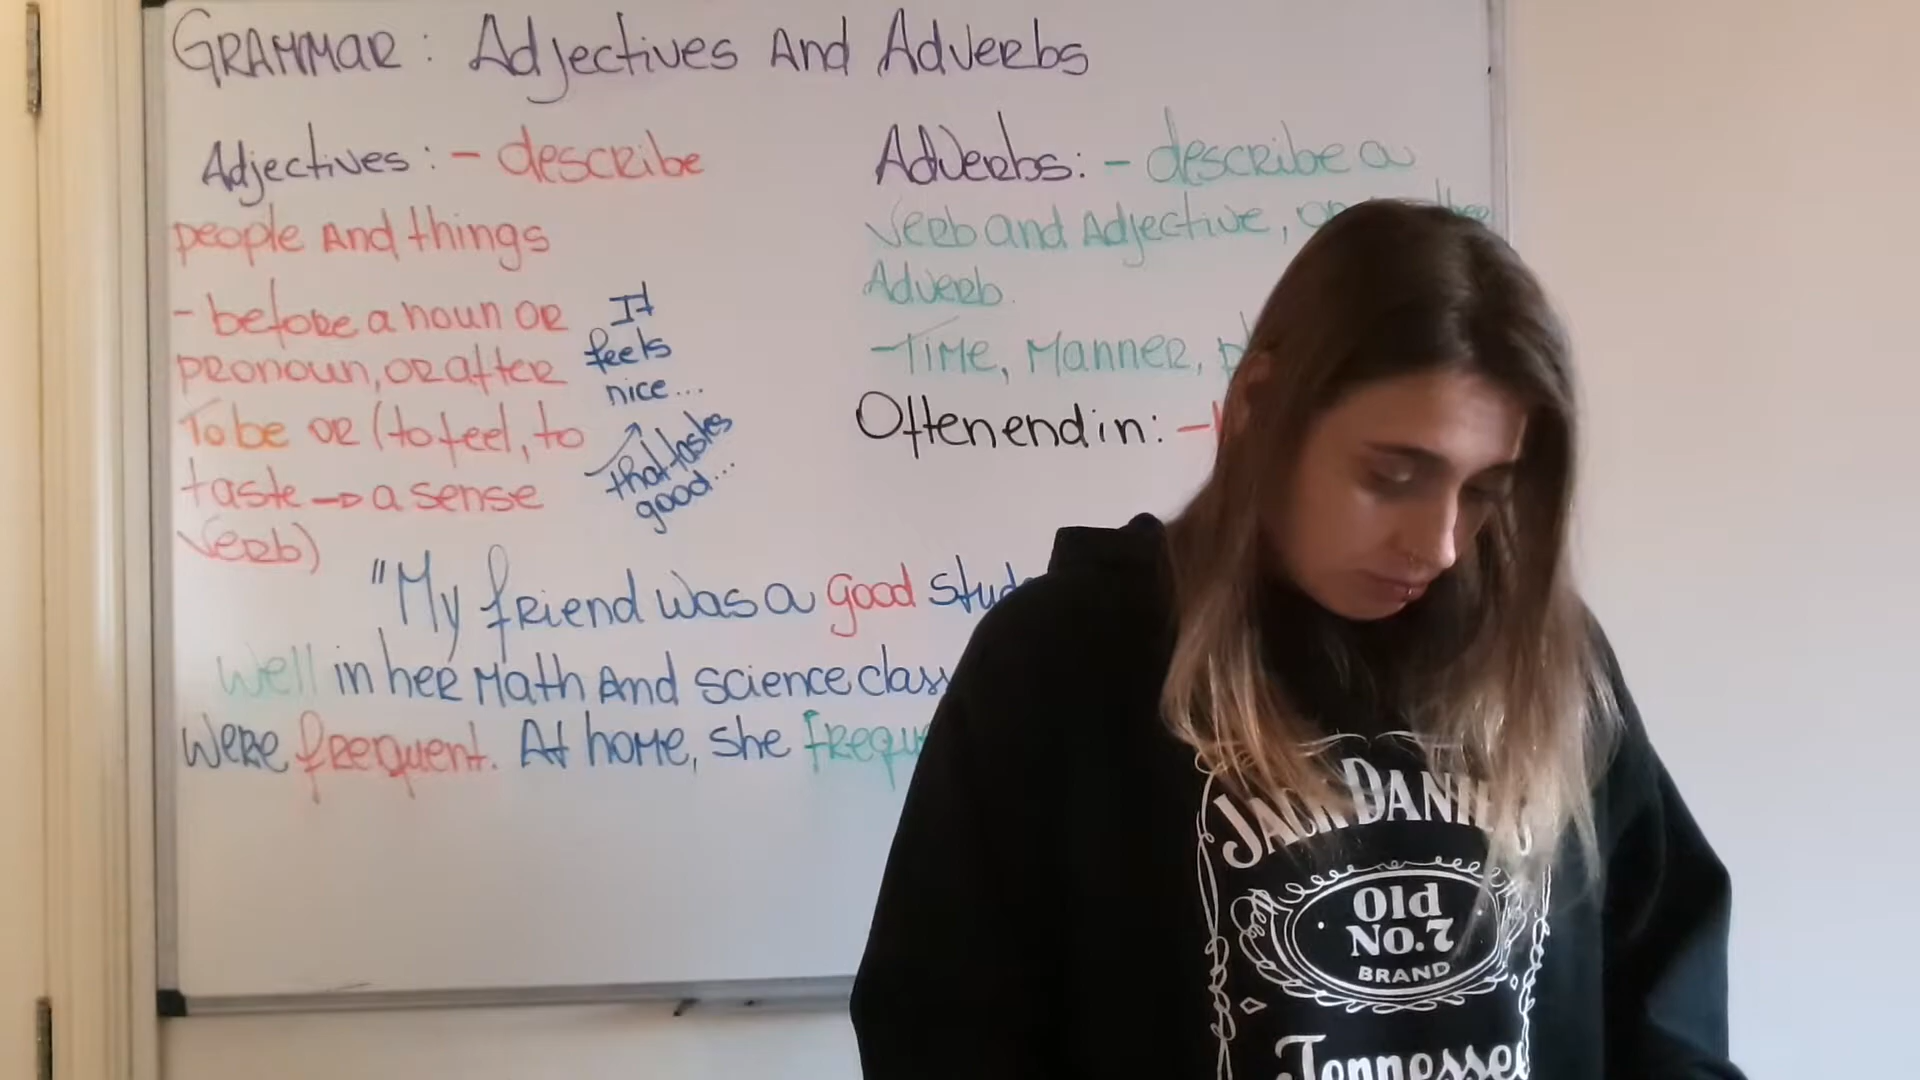 GRAMMAR: Adjectives And Adverbs
Adjectives: - describe
people And things
- before a noun OR
pronoun, or after
To be or (to feel, to
taste → a sense
Verb)
It
feels
nice...
that tastes
good...
Adverbs: - describe a
Verb and Adjective,
Adverb.
- Time, Manner,
Often end in: -
"My friend was a good
Well in her Math And science
were frequent. At home, she
JACK DANIEL'S
Old
No.7
BRAND
Tennessee